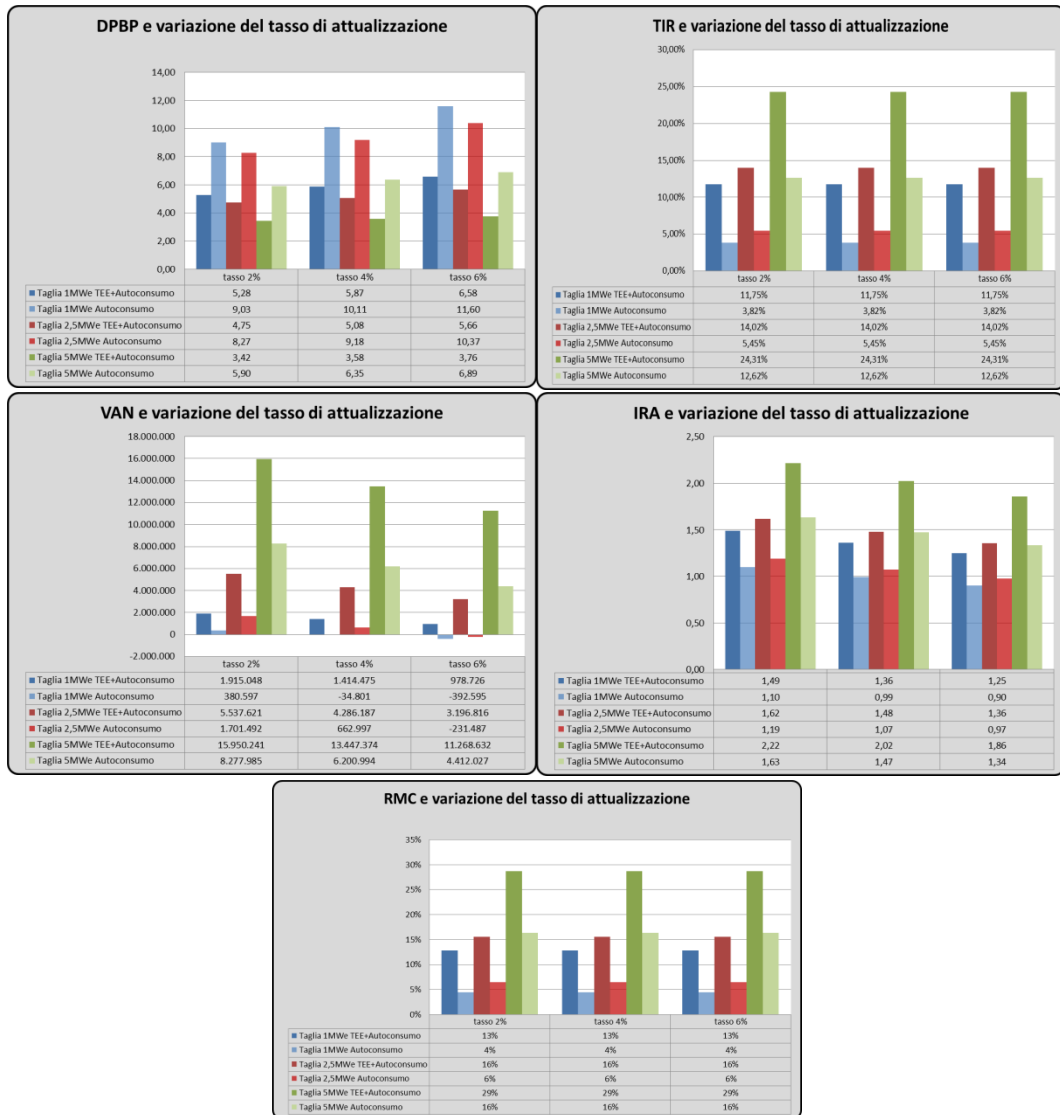 DPBP e variazione del tasso di attualizzazione
14,00
12,00
10,00
8,00
6,00
4,00
2,00
0,00
tasso 2% tasso 4% tasso 6%
Taglia 1MWe TEE+Autoconsumo 5,28 5,87 6,58
Taglia 1MWe Autoconsumo 9,03 10,11 11,60
Taglia 2,5MWe TEE+Autoconsumo 4,75 5,08 5,66
Taglia 2,5MWe Autoconsumo 8,27 9,18 10,37
Taglia 5MWe TEE+Autoconsumo 3,42 3,58 3,76
Taglia 5MWe Autoconsumo 5,90 6,35 6,89
TIR e variazione del tasso di attualizzazione
30,00%
25,00%
20,00%
15,00%
10,00%
5,00%
0,00%
tasso 2% tasso 4% tasso 6%
Taglia 1MWe TEE+Autoconsumo 11,75% 11,75% 11,75%
Taglia 1MWe Autoconsumo 3,82% 3,82% 3,82%
Taglia 2,5MWe TEE+Autoconsumo 14,02% 14,02% 14,02%
Taglia 2,5MWe Autoconsumo 5,45% 5,45% 5,45%
Taglia 5MWe TEE+Autoconsumo 24,31% 24,31% 24,31%
Taglia 5MWe Autoconsumo 12,62% 12,62% 12,62%
VAN e variazione del tasso di attualizzazione
18.000.000
16.000.000
14.000.000
12.000.000
10.000.000
8.000.000
6.000.000
4.000.000
2.000.000
0
-2.000.000
tasso 2% tasso 4% tasso 6%
Taglia 1MWe TEE+Autoconsumo 1.915.048 1.414.475 978.726
Taglia 1MWe Autoconsumo 380.597 -34.801 -392.595
Taglia 2,5MWe TEE+Autoconsumo 5.537.621 4.286.187 3.196.816
Taglia 2,5MWe Autoconsumo 1.701.492 662.997 -231.487
Taglia 5MWe TEE+Autoconsumo 15.950.241 13.447.374 11.268.632
Taglia 5MWe Autoconsumo 8.277.985 6.200.994 4.412.027
IRA e variazione del tasso di attualizzazione
2,50
2,00
1,50
1,00
0,50
0,00
Taglia 1MWe TEE+Autoconsumo 1,49 1,36 1,25
Taglia 1MWe Autoconsumo 1,10 0,99 0,90
Taglia 2,5MWe TEE+Autoconsumo 1,62 1,48 1,36
Taglia 2,5MWe Autoconsumo 1,19 1,07 0,97
Taglia 5MWe TEE+Autoconsumo 2,22 2,02 1,86
Taglia 5MWe Autoconsumo 1,63 1,47 1,34
RMC e variazione del tasso di attualizzazione
35%
30%
25%
20%
15%
10%
5%
0%
tasso 2% tasso 4% tasso 6%
Taglia 1MWe TEE+Autoconsumo 13% 13% 13%
Taglia 1MWe Autoconsumo 4% 4% 4%
Taglia 2,5MWe TEE+Autoconsumo 16% 16% 16%
Taglia 2,5MWe Autoconsumo 6% 6% 6%
Taglia 5MWe TEE+Autoconsumo 29% 29% 29%
Taglia 5MWe Autoconsumo 16% 16% 16%